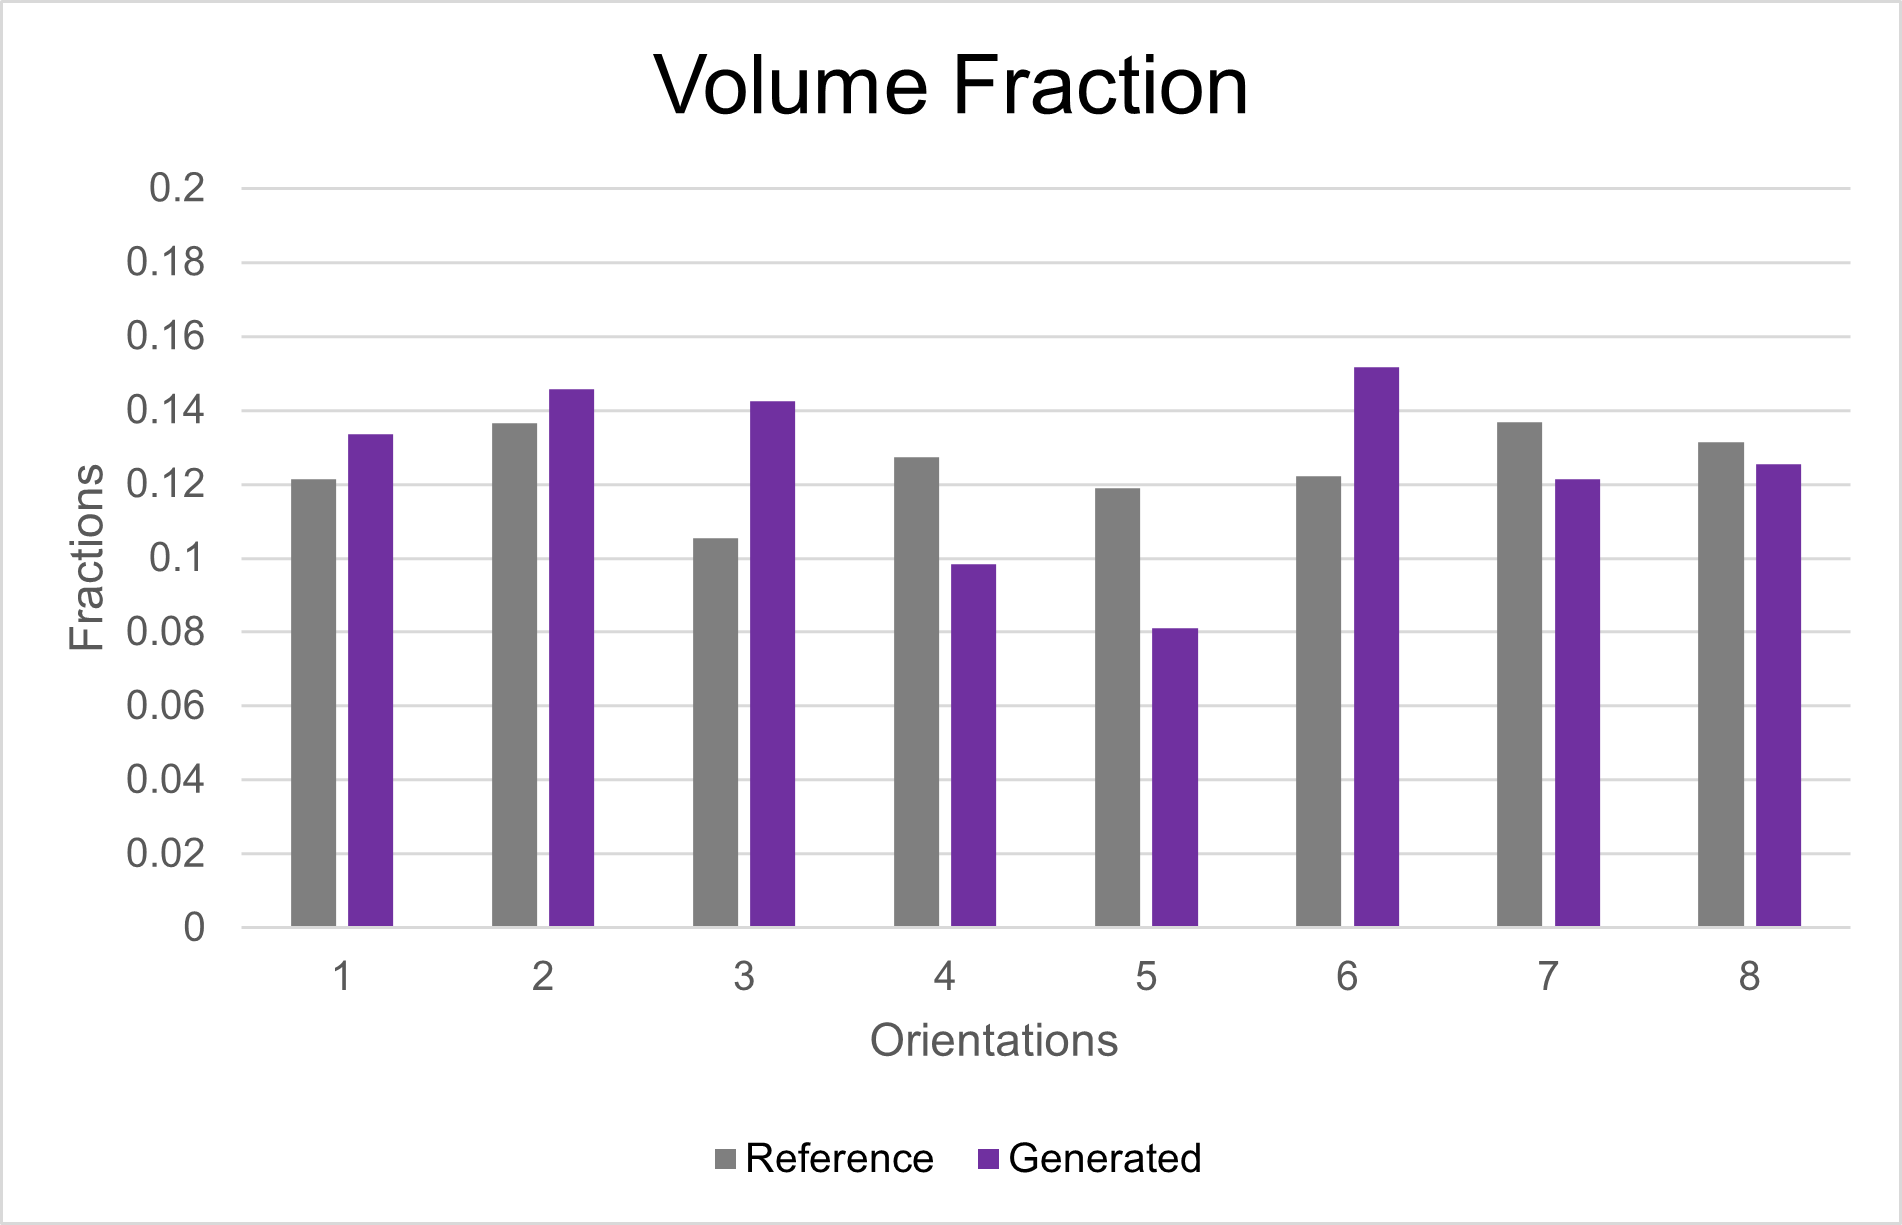 Volume Fraction
0.2
0.18
0.16
0.14
0.12
0.1
0.08
0.06
0.04
0.02
0
Fractions
1 2 3 4 5 6 7 8
Orientations
Reference Generated